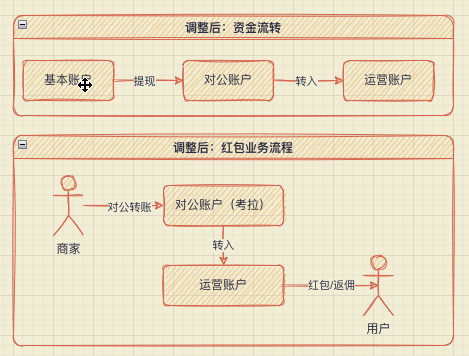 调整后：资金流转
基本账户
提现
对公账户
转入
运营账户
调整后：红包业务流程
商家
对公转账
对公账户（考拉）
转入
运营账户
红包/返佣
用户